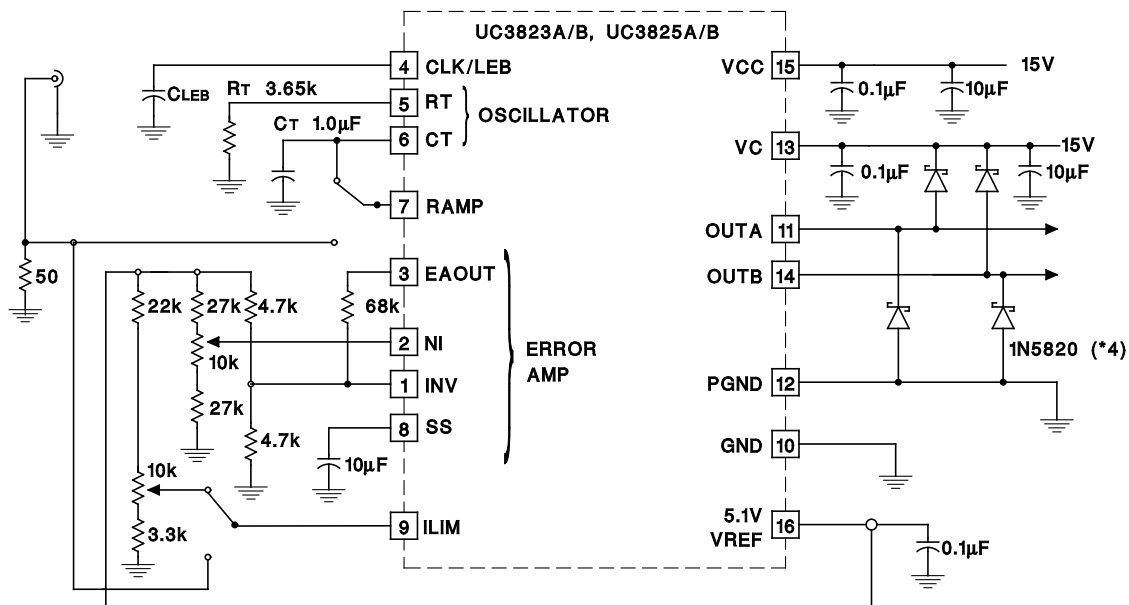 UC3823A/B, UC3825A/B
4 CLK/LEB
CLEB
RT 3.65k
5 RT
OSCILLATOR
CT 1.0μF
6 CT
7 RAMP
50
3 EAOUT
22k
27k
4.7k
68k
2 NI
10k
ERROR
AMP
1 INV
27k
8 SS
4.7k
10μF
10k
3.3k
9 ILIM
VCC 15
15V
0.1μF
10μF
VC 13
15V
0.1μF
10μF
OUTA 11
OUTB 14
1N5820 (*4)
PGND 12
GND 10
5.1V
VREF 16
0.1μF